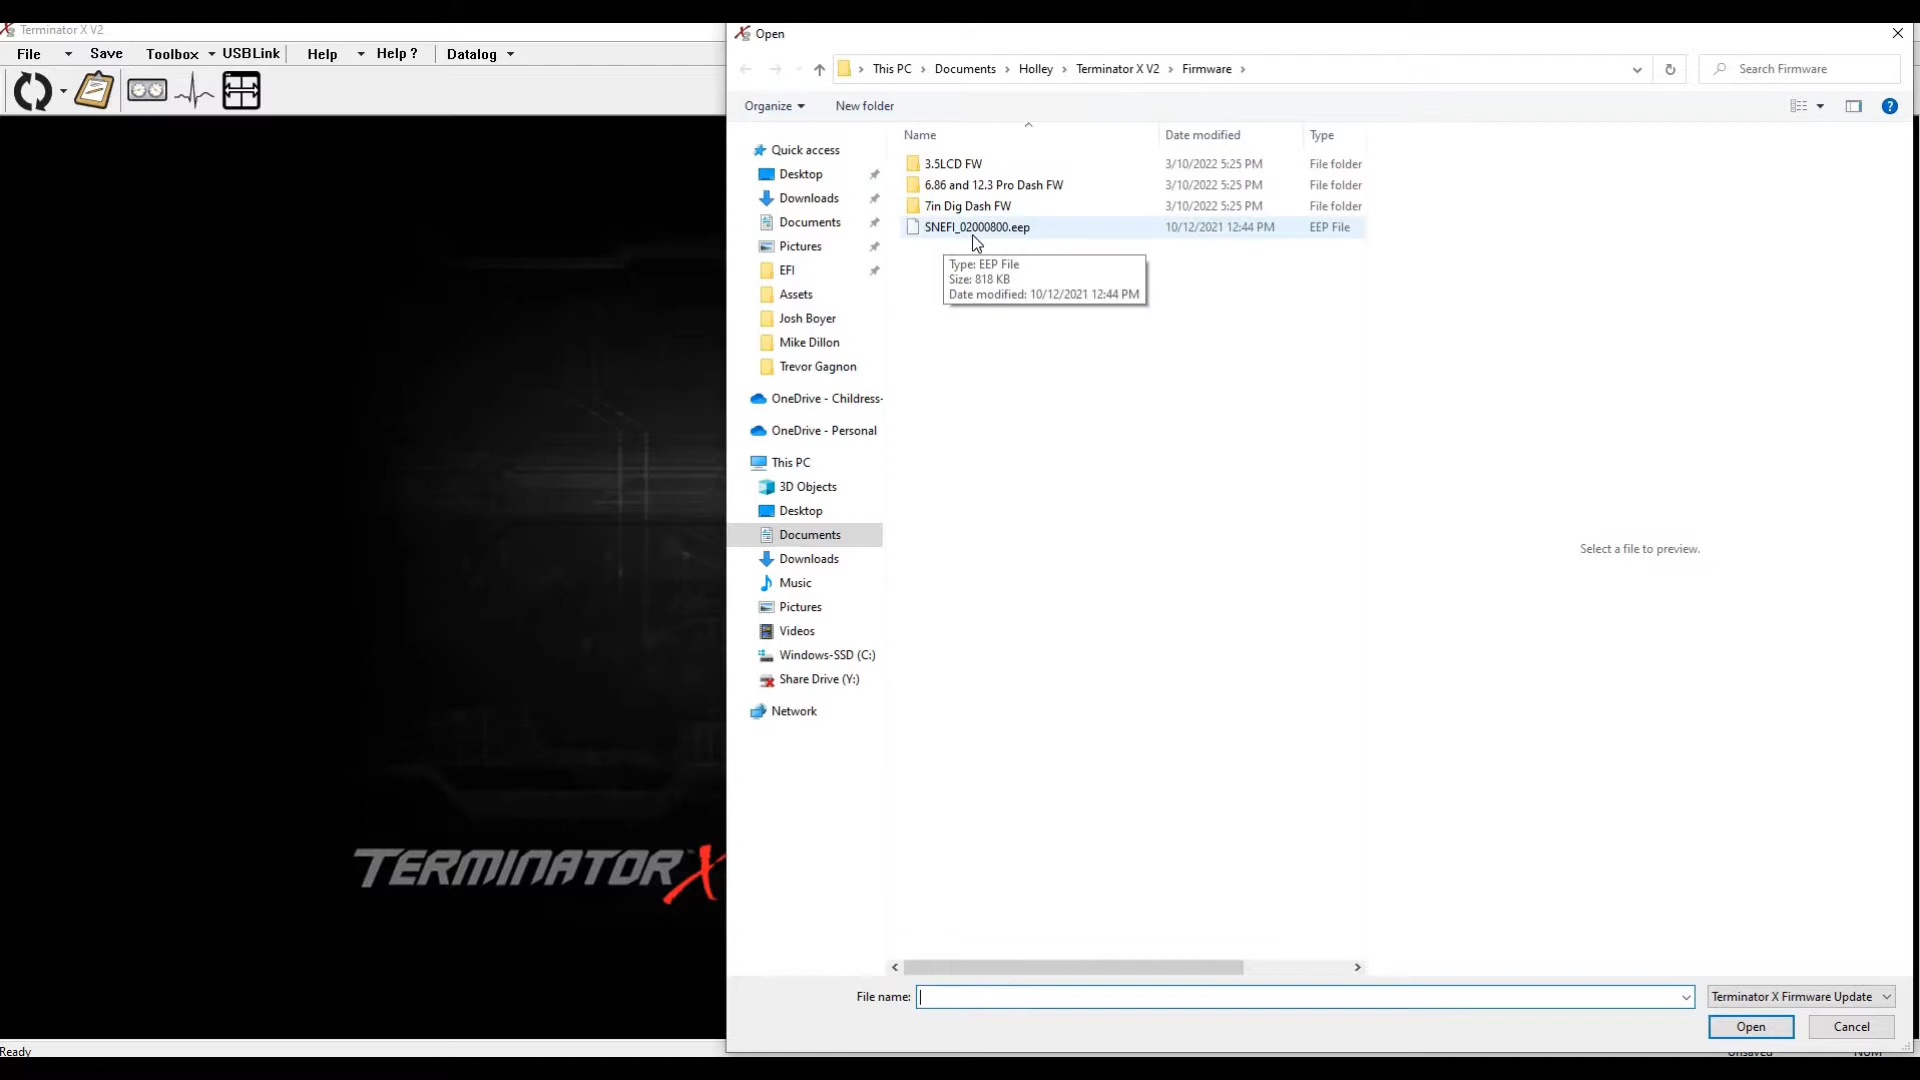 Terminator X V2
File Save Toolbox USBLink Help Help ? Datalog
Open
This PC > Documents > Holley > Terminator X V2 > Firmware >
Search Firmware
Organize New folder
Name Date modified Type
3.5LCD FW 3/10/2022 5:25 PM File folder
6.86 and 12.3 Pro Dash FW 3/10/2022 5:25 PM File folder
7in Dig Dash FW 3/10/2022 5:25 PM File folder
SNEFI_02000800.eep 10/12/2021 12:44 PM EEP File
Type: EEP File
Size: 818 KB
Date modified: 10/12/2021 12:44 PM
Quick access
Desktop
Downloads
Documents
Pictures
EFI
Assets
Josh Boyer
Mike Dillon
Trevor Gagnon
OneDrive - Childress-
OneDrive - Personal
This PC
3D Objects
Desktop
Documents
Downloads
Music
Pictures
Videos
Windows-SSD (C:)
Share Drive (Y:)
Network
Select a file to preview.
TERMINATOR X
File name:
Terminator X Firmware Update
Open Cancel
Ready